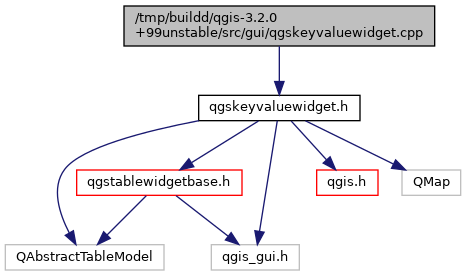 /tmp/buildd/qgis-3.2.0
+99unstable/src/gui/qgskeyvaluewidget.cpp
qgskeyvaluewidget.h
qgstablewidgetbase.h
qgis.h
QMap
QAbstractTableModel
qgis_gui.h